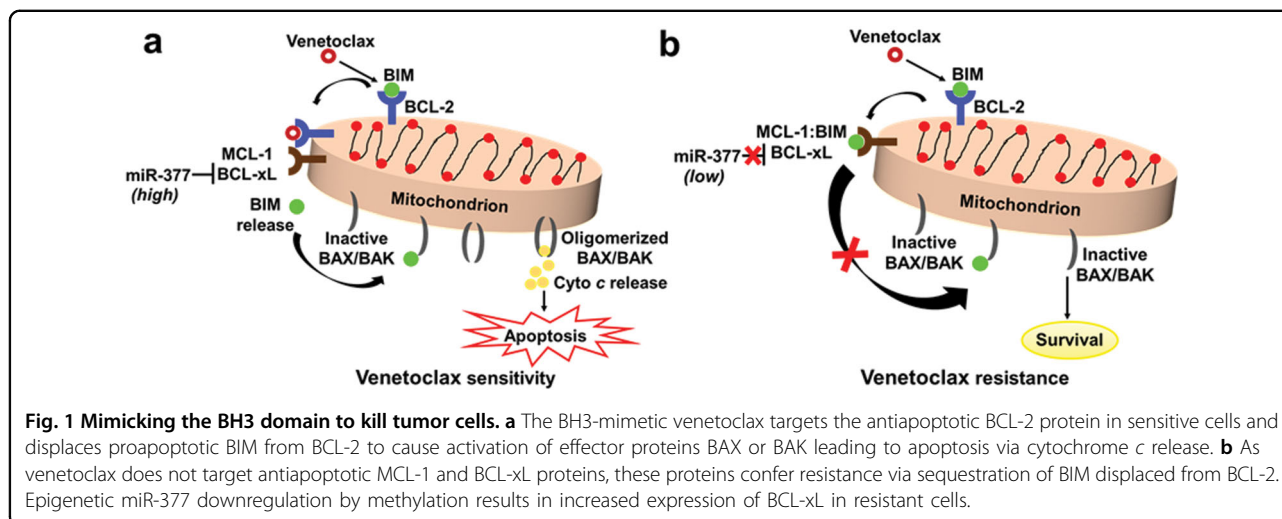 a
Venetoclax
BIM
BCL-2
MCL-1
BCL-xL
miR-377
(high)
BIM
release
Mitochondrion
Inactive
BAX/BAK
Oligomerized
BAX/BAK
Cyto c release
Apoptosis
Venetoclax sensitivity
b
Venetoclax
BIM
BCL-2
MCL-1:BIM
BCL-xL
miR-377
(low)
Mitochondrion
Inactive
BAX/BAK
Inactive
BAX/BAK
Survival
Venetoclax resistance
Fig. 1 Mimicking the BH3 domain to kill tumor cells. a The BH3-mimetic venetoclax targets the antiapoptotic BCL-2 protein in sensitive cells and
displaces proapoptotic BIM from BCL-2 to cause activation of effector proteins BAX or BAK leading to apoptosis via cytochrome c release. b As
venetoclax does not target antiapoptotic MCL-1 and BCL-xL proteins, these proteins confer resistance via sequestration of BIM displaced from BCL-2.
Epigenetic miR-377 downregulation by methylation results in increased expression of BCL-xL in resistant cells.